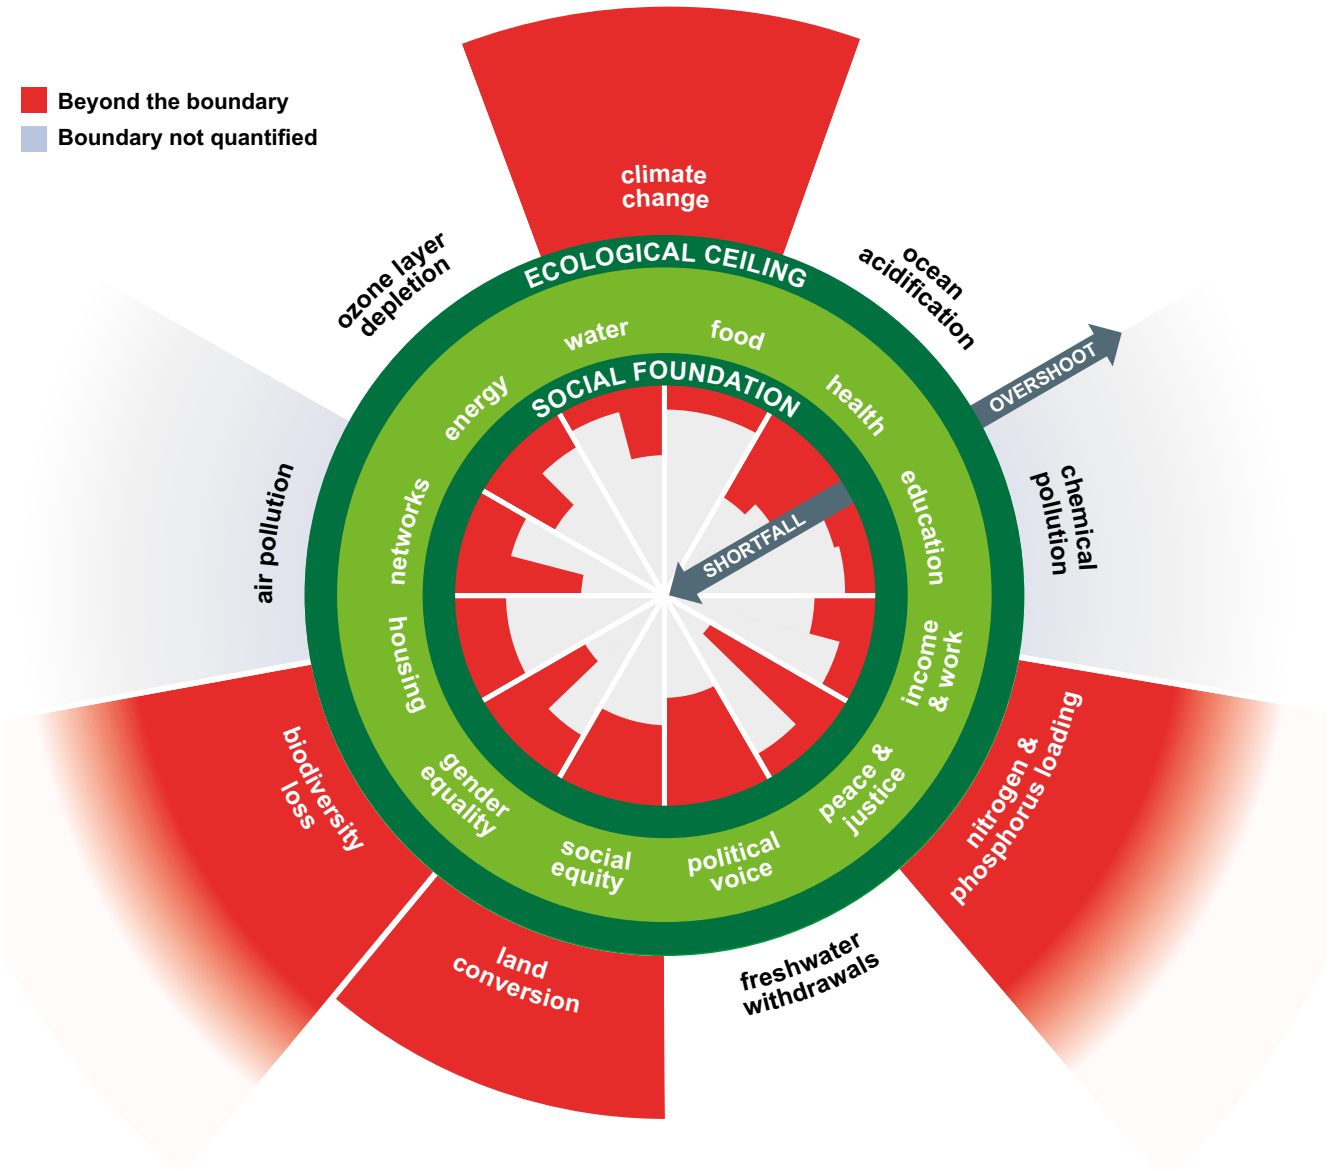 Beyond the boundary
Boundary not quantified
climate
change
ECOLOGICAL CEILING
ozone layer
depletion
ocean
acidification
OVERSHOOT
chemical
pollution
nitrogen &
phosphorus loading
freshwater
withdrawals
land
conversion
biodiversity
loss
air pollution
water
food
health
education
income
& work
peace &
justice
political
voice
social
equity
gender
equality
housing
networks
energy
SOCIAL FOUNDATION
SHORTFALL